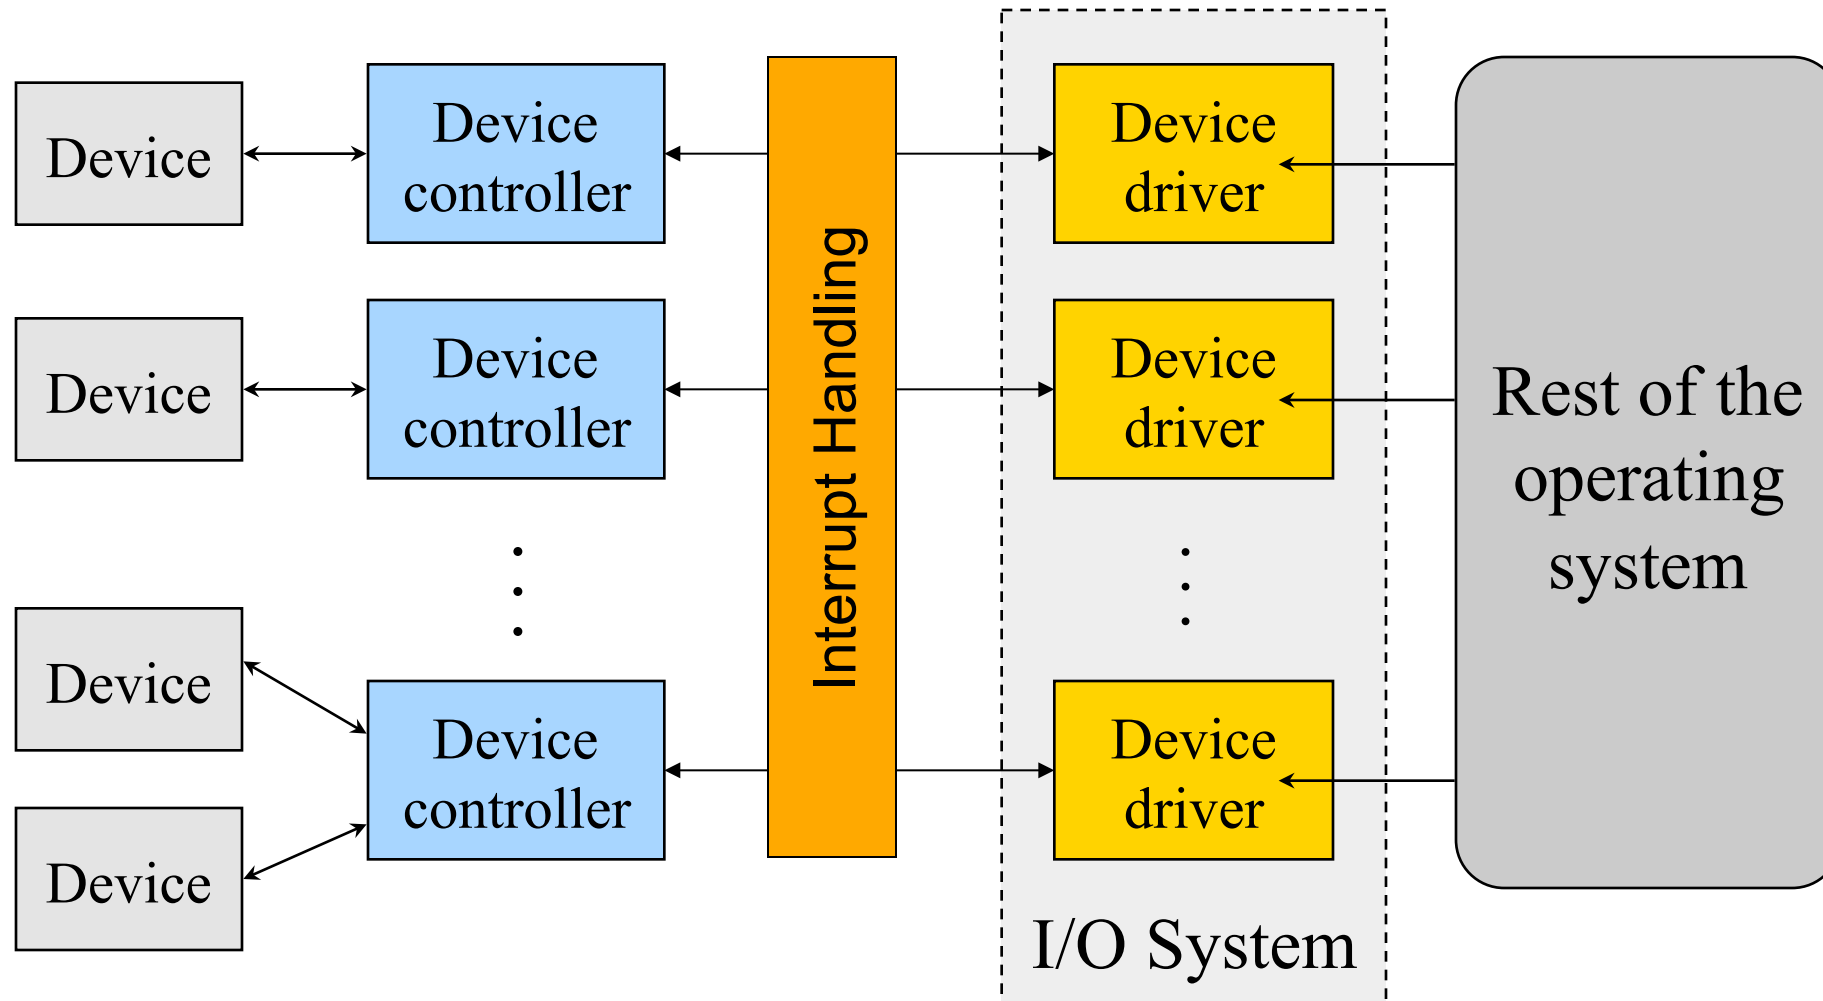 Device
Device
controller
Device
driver
Device
Device
controller
Device
driver
Interrupt Handling
Rest of the
operating
system
Device
Device
controller
Device
driver
Device
I/O System